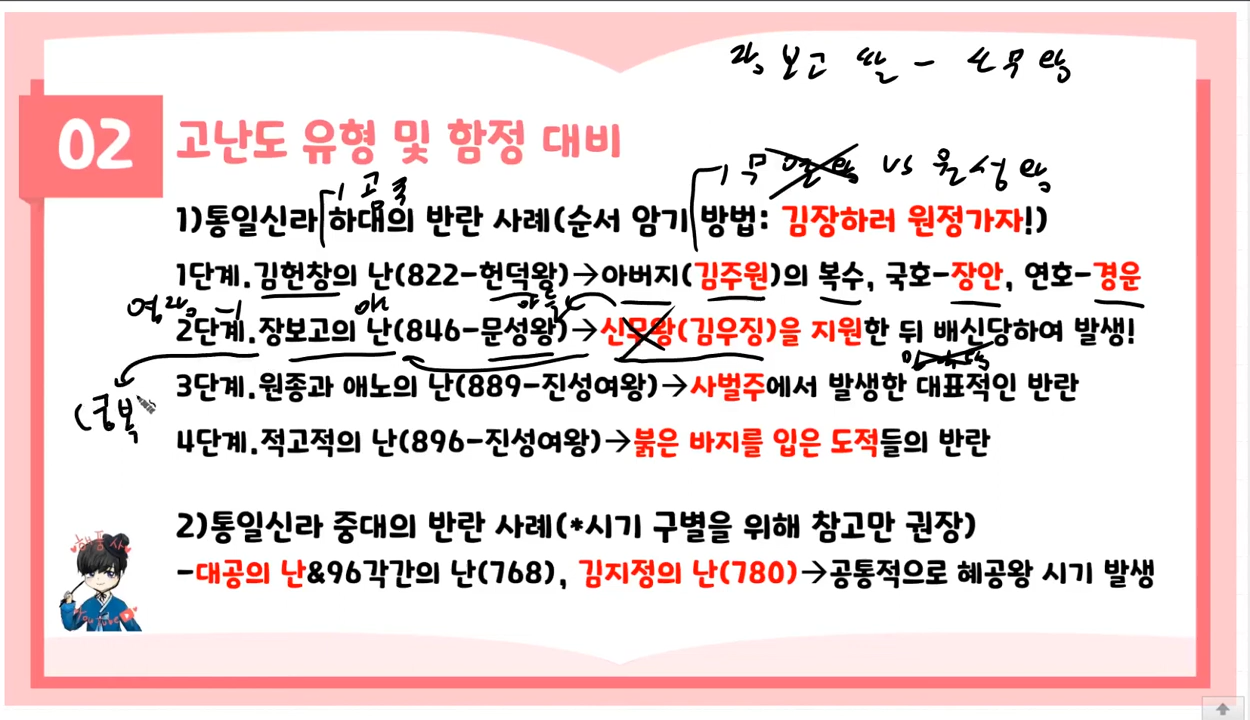 장보고 딸 - 문무왕
02
고난도 유형 및 함정 대비
무열왕 vs 원성왕
1)통일신라 하대의 반란 사례(순서 암기 방법: 김장하러 원정가자!)
1단계.김헌창의 난(822-헌덕왕)→아버지(김주원)의 복수, 국호-장안, 연호-경운
아들
2단계.장보고의 난(846-문성왕)→신무왕(김우징)을 지원한 뒤 배신당하여 발생!
3단계.원종과 애노의 난(889-진성여왕)→사벌주에서 발생한 대표적인 반란
(궁복
4단계.적고적의 난(896-진성여왕)→붉은 바지를 입은 도적들의 반란
2)통일신라 중대의 반란 사례(*시기 구별을 위해 참고만 권장)
-대공의 난&96각간의 난(768), 김지정의 난(780)→공통적으로 혜공왕 시기 발생
YouTube